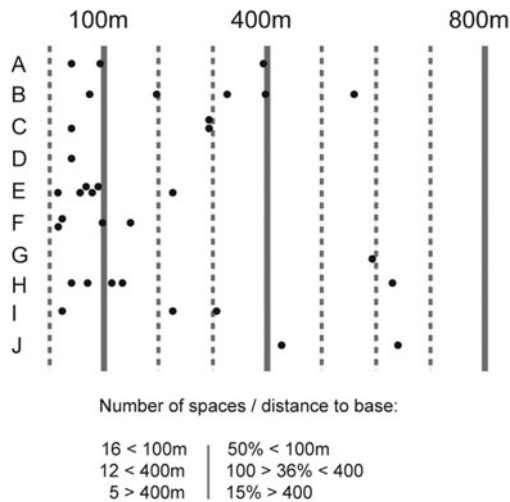 100m 400m 800m
A
B
C
D
E
F
G
H
I
J
Number of spaces / distance to base:
16 < 100m 50% < 100m
12 < 400m 100 > 36% < 400
5 > 400m 15% > 400